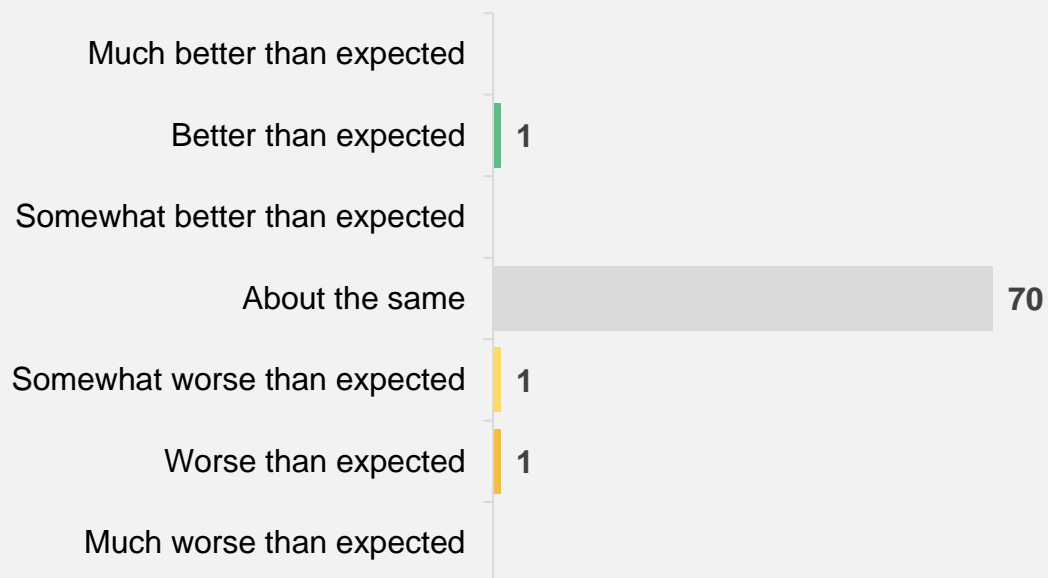 Much better than expected
Better than expected 1
Somewhat better than expected
About the same 70
Somewhat worse than expected 1
Worse than expected 1
Much worse than expected